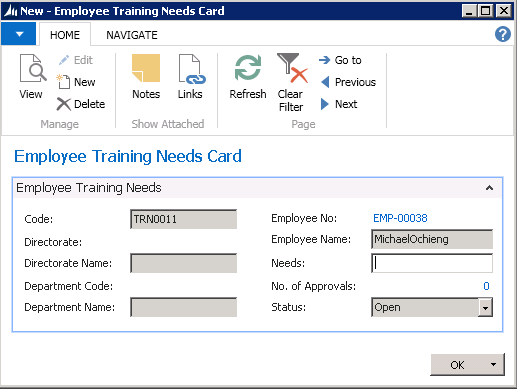 New - Employee Training Needs Card
HOME NAVIGATE
View
Edit
New
Delete
Manage
Notes
Links
Show Attached
Refresh
Clear
Filter
Go to
Previous
Next
Page
Employee Training Needs Card
Employee Training Needs
Code: TRN0011
Directorate:
Directorate Name:
Department Code:
Department Name:
Employee No: EMP-00038
Employee Name: MichaelOchieng
Needs:
No. of Approvals: 0
Status: Open
OK